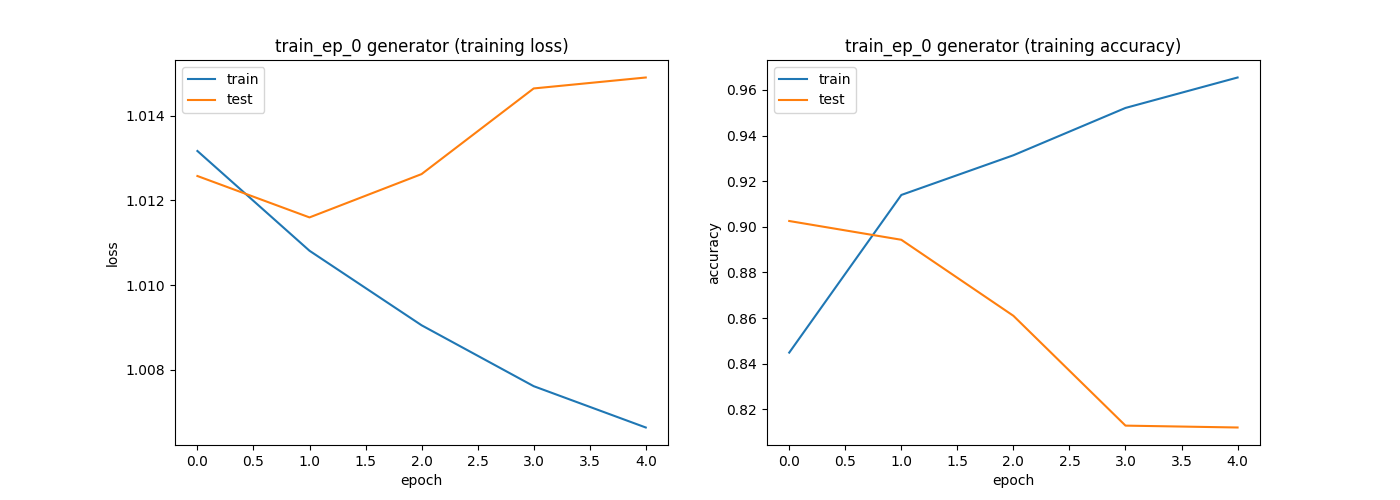 train_ep_0 generator (training loss)
train
test
1.014
1.012
1.010
1.008
loss
0.0 0.5 1.0 1.5 2.0 2.5 3.0 3.5 4.0
epoch
train_ep_0 generator (training accuracy)
train
test
0.96
0.94
0.92
0.90
0.88
0.86
0.84
0.82
accuracy
0.0 0.5 1.0 1.5 2.0 2.5 3.0 3.5 4.0
epoch